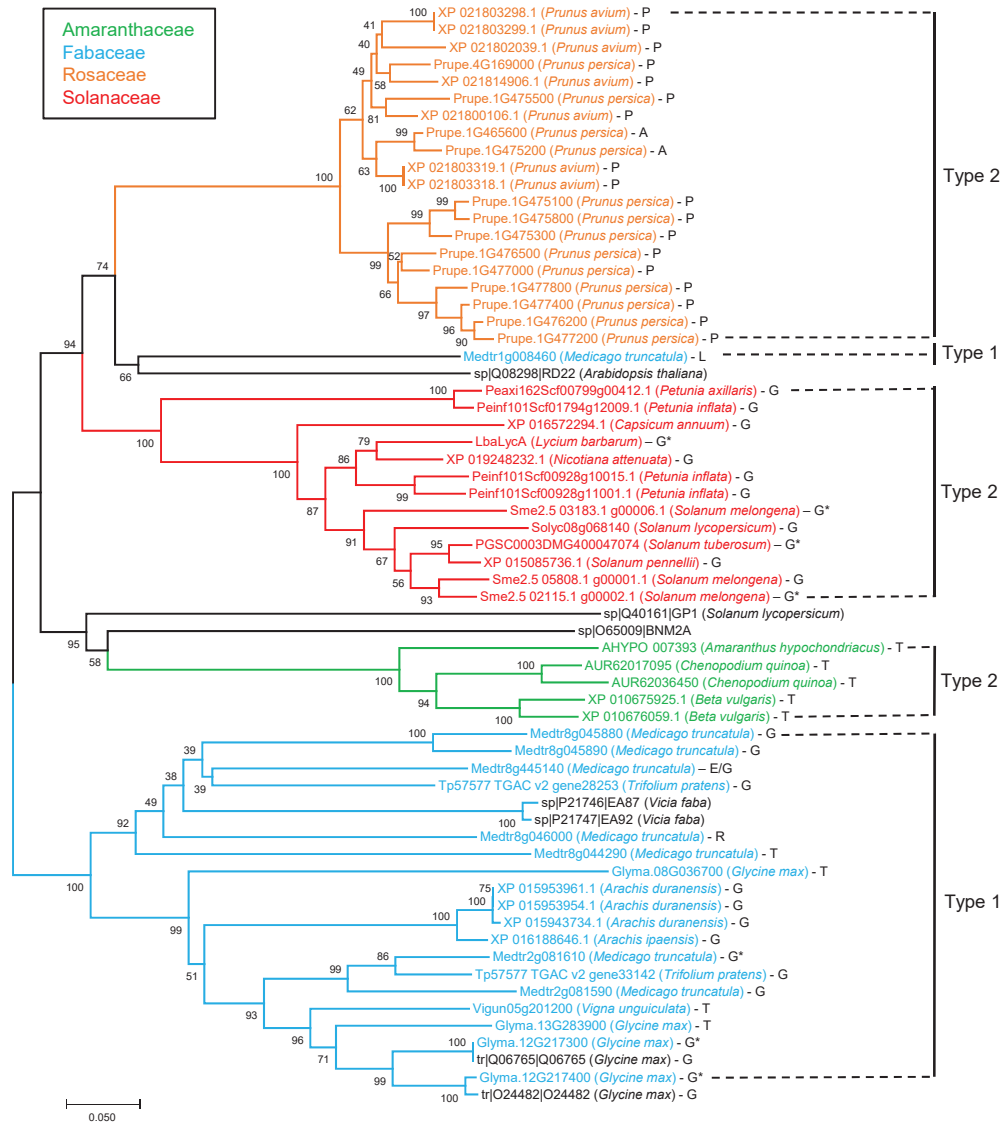 Amaranthaceae
Fabaceae
Rosaceae
Solanaceae
100 XP 021803298.1 (Prunus avium) - P
XP 021803299.1 (Prunus avium) - P
41
XP 021802039.1 (Prunus avium) - P
40
Prupe.4G169000 (Prunus persica) - P
49
58 XP 021814906.1 (Prunus avium) - P
Prupe.1G475500 (Prunus persica) - P
62
81 XP 021800106.1 (Prunus avium) - P
99 Prupe.1G465600 (Prunus persica) - A
Prupe.1G475200 (Prunus persica) - A
63
XP 021803319.1 (Prunus avium) - P
100 XP 021803318.1 (Prunus avium) - P
100
Type 2
99 Prupe.1G475100 (Prunus persica) - P
99 Prupe.1G475800 (Prunus persica) - P
Prupe.1G475300 (Prunus persica) - P
52 Prupe.1G476500 (Prunus persica) - P
99
Prupe.1G477000 (Prunus persica) - P
74
66
Prupe.1G477800 (Prunus persica) - P
97 Prupe.1G477400 (Prunus persica) - P
96 Prupe.1G476200 (Prunus persica) - P
90 Prupe.1G477200 (Prunus persica) - P
94
Medtr1g008460 (Medicago truncatula) - L
Type 1
66 sp|Q08298|RD22 (Arabidopsis thaliana)
100 Peaxi162Scf00799g00412.1 (Petunia axillaris) - G
Peinf101Scf01794g12009.1 (Petunia inflata) - G
XP 016572294.1 (Capsicum annuum) - G
100
79 LbaLycA (Lycium barbarum) – G*
XP 019248232.1 (Nicotiana attenuata) - G
86
100
Peinf101Scf00928g10015.1 (Petunia inflata) - G
99 Peinf101Scf00928g11001.1 (Petunia inflata) - G
Type 2
87
Sme2.5 03183.1 g00006.1 (Solanum melongena) – G*
Solyc08g068140 (Solanum lycopersicum) - G
91
95 PGSC0003DMG400047074 (Solanum tuberosum) – G*
67
XP 015085736.1 (Solanum pennellii) - G
56
Sme2.5 05808.1 g00001.1 (Solanum melongena) - G
93 Sme2.5 02115.1 g00002.1 (Solanum melongena) – G*
sp|Q40161|GP1 (Solanum lycopersicum)
95
sp|O65009|BNM2A
58
AHYPO 007393 (Amaranthus hypochondriacus) - T
AUR62017095 (Chenopodium quinoa) - T
100
100 AUR62036450 (Chenopodium quinoa) - T
Type 2
94
XP 010675925.1 (Beta vulgaris) - T
100 XP 010676059.1 (Beta vulgaris) - T
100 Medtr8g045880 (Medicago truncatula) - G
Medtr8g045890 (Medicago truncatula) - G
39
Medtr8g445140 (Medicago truncatula) – E/G
38
39 Tp57577 TGAC v2 gene28253 (Trifolium pratens) - G
49
sp|P21746|EA87 (Vicia faba)
100 sp|P21747|EA92 (Vicia faba)
92
Medtr8g046000 (Medicago truncatula) - R
Medtr8g044290 (Medicago truncatula) - T
100
Glyma.08G036700 (Glycine max) - T
75 XP 015953961.1 (Arachis duranensis) - G
Type 1
XP 015953954.1 (Arachis duranensis) - G
100
XP 015943734.1 (Arachis duranensis) - G
100
99
XP 016188646.1 (Arachis ipaensis) - G
86 Medtr2g081610 (Medicago truncatula) - G*
51
99 Tp57577 TGAC v2 gene33142 (Trifolium pratens) - G
Medtr2g081590 (Medicago truncatula) - G
93
Vigun05g201200 (Vigna unguiculata) - T
96
Glyma.13G283900 (Glycine max) - T
71
100 Glyma.12G217300 (Glycine max) - G*
tr|Q06765|Q06765 (Glycine max) - G
99
Glyma.12G217400 (Glycine max) - G*
100 tr|O24482|O24482 (Glycine max) - G
0.050